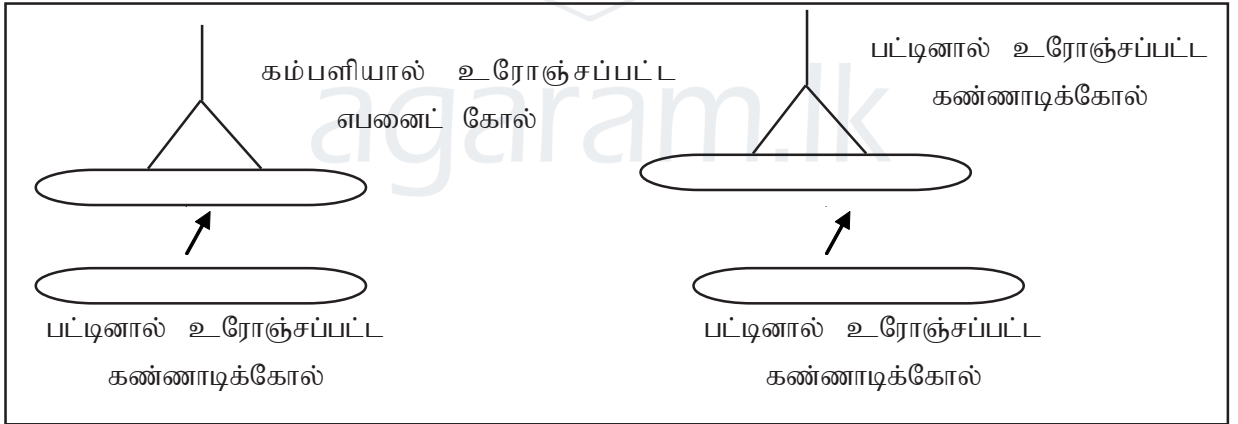 கம்பளியால் உரோஞ்சப்பட்ட
எபனைட் கோல்
பட்டினால் உரோஞ்சப்பட்ட
கண்ணாடிக்கோல்
agaram.lk
பட்டினால் உரோஞ்சப்பட்ட
கண்ணாடிக்கோல்
பட்டினால் உரோஞ்சப்பட்ட
கண்ணாடிக்கோல்